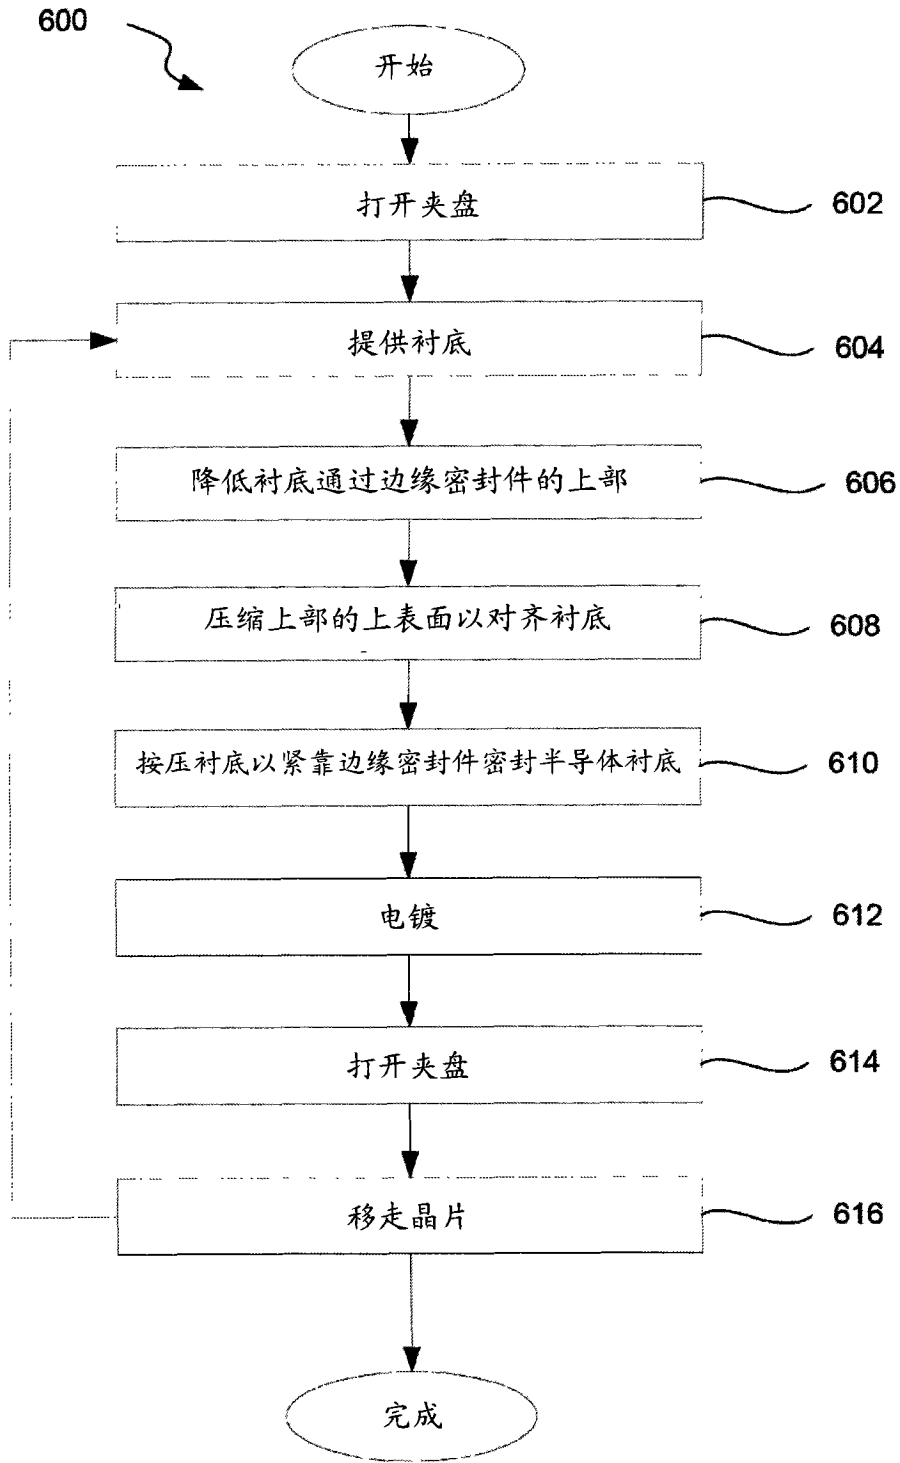 600
开始
打开夹盘
602
提供衬底
604
降低衬底通过边缘密封件的上部
606
压缩上部的上表面以对齐衬底
608
按压衬底以紧靠边缘密封件密封半导体衬底
610
电镀
612
打开夹盘
614
移走晶片
616
完成